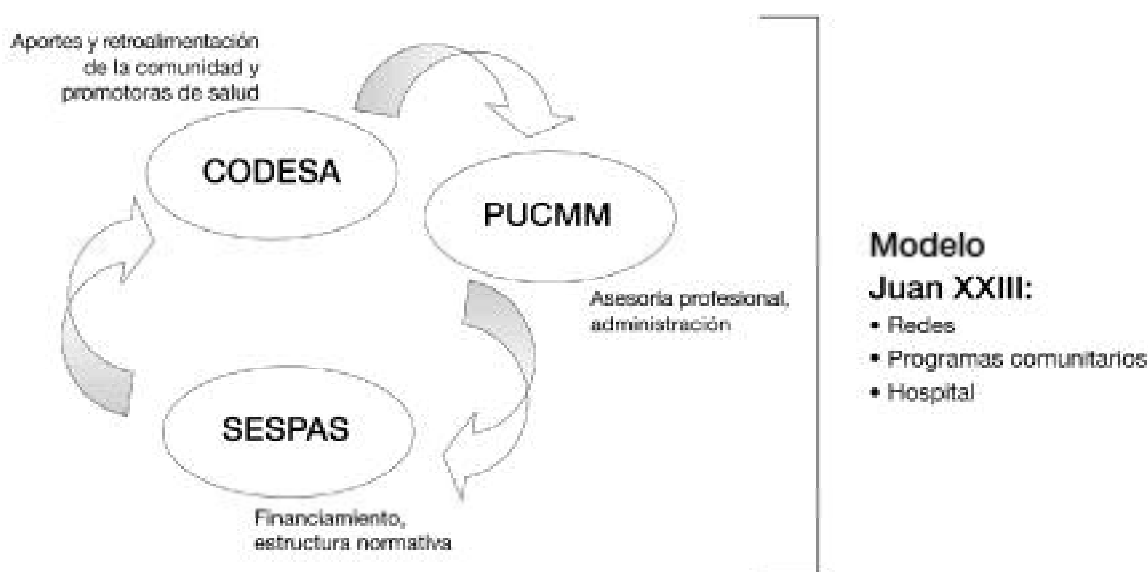 Aportes y retroalimentación
de la comunidad y
promotoras de salud
CODESA
PUCMM
Asesoría profesional,
administración
SESPAS
Financiamiento,
estructura normativa
Modelo
Juan XXIII:
• Redes
• Programas comunitarios
• Hospital